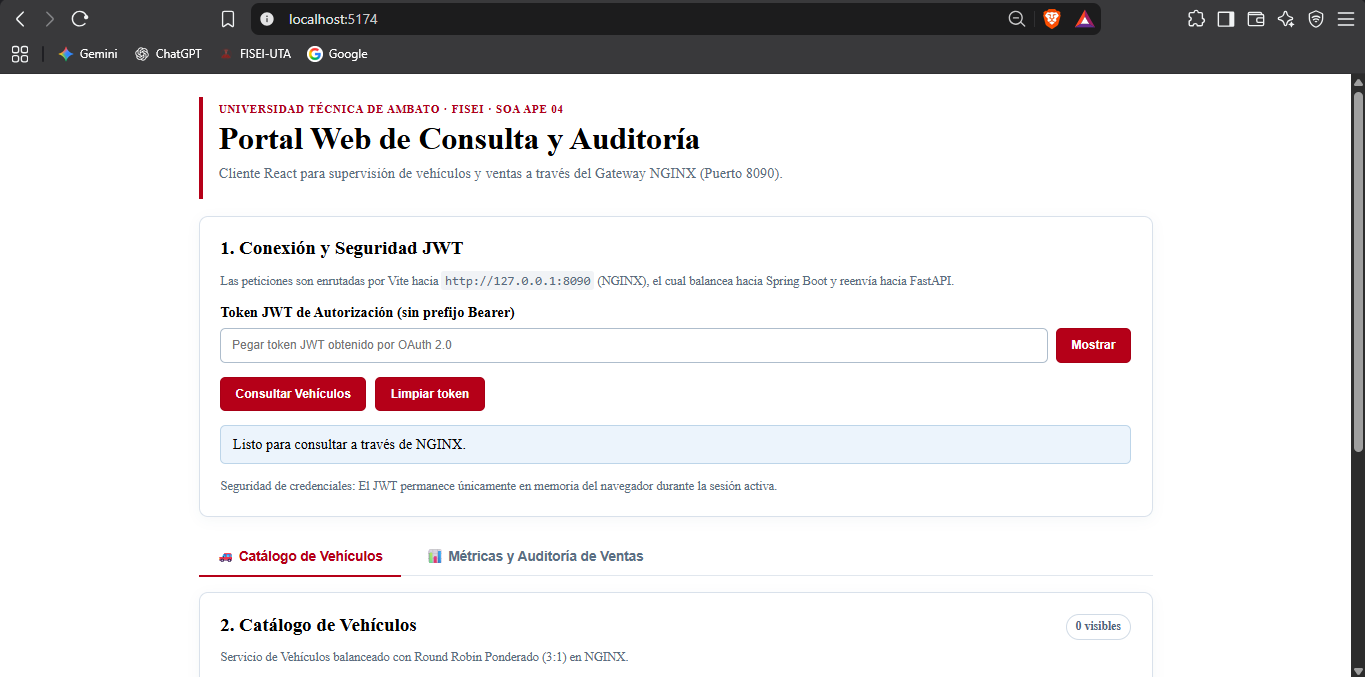 localhost:5174
Gemini
ChatGPT
FISEI-UTA
Google
UNIVERSIDAD TÉCNICA DE AMBATO · FISEI · SOA APE 04
Portal Web de Consulta y Auditoría
Cliente React para supervisión de vehículos y ventas a través del Gateway NGINX (Puerto 8090).
1. Conexión y Seguridad JWT
Las peticiones son enrutadas por Vite hacia http://127.0.0.1:8090 (NGINX), el cual balancea hacia Spring Boot y reenvía hacia FastAPI.
Token JWT de Autorización (sin prefijo Bearer)
Pegar token JWT obtenido por OAuth 2.0
Mostrar
Consultar Vehículos
Limpiar token
Listo para consultar a través de NGINX.
Seguridad de credenciales: El JWT permanece únicamente en memoria del navegador durante la sesión activa.
Catálogo de Vehículos
Métricas y Auditoría de Ventas
2. Catálogo de Vehículos
0 visibles
Servicio de Vehículos balanceado con Round Robin Ponderado (3:1) en NGINX.